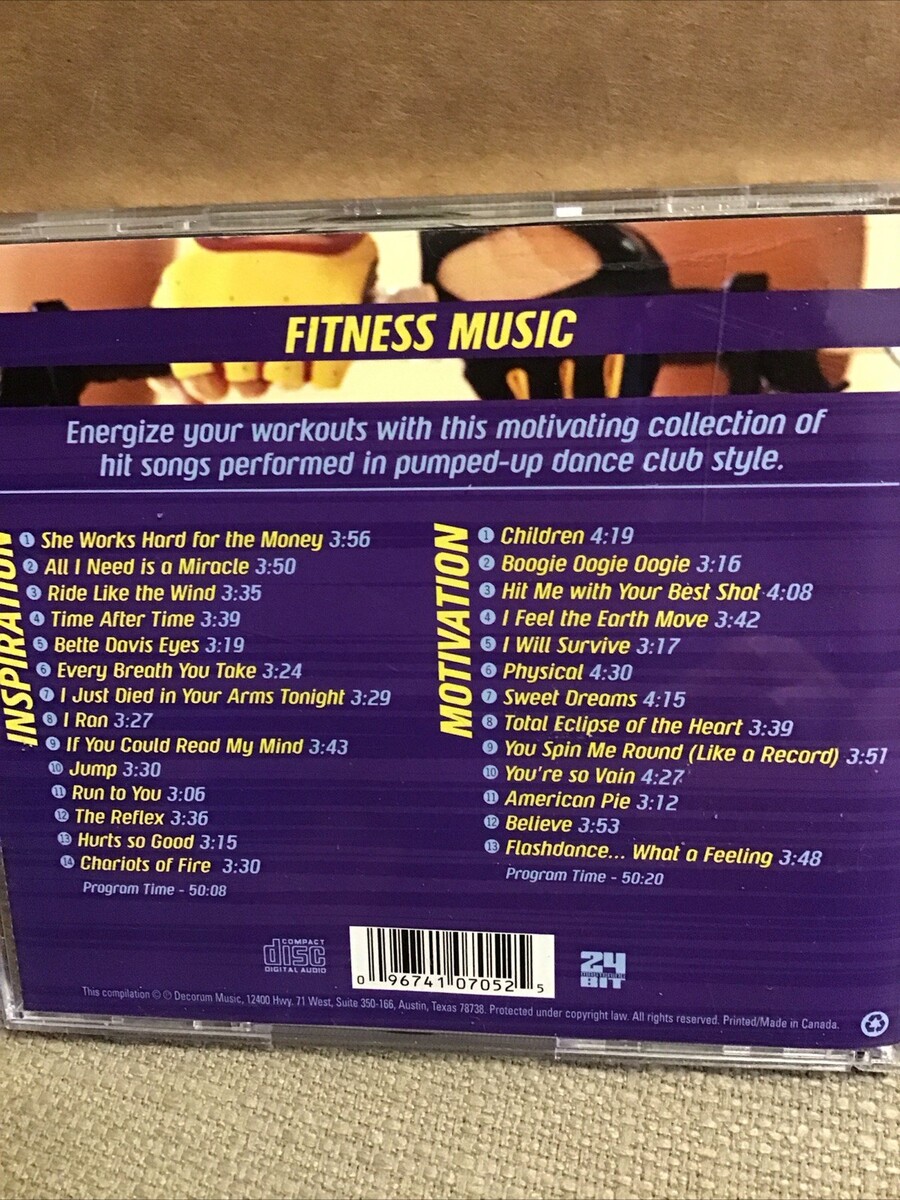 FITNESS MUSIC
Energize your workouts with this motivating collection of
hit songs performed in pumped-up dance club style.
INSPIRATION
1 She Works Hard for the Money 3:56
2 All I Need is a Miracle 3:50
3 Ride Like the Wind 3:35
4 Time After Time 3:39
5 Bette Davis Eyes 3:19
6 Every Breath You Take 3:24
7 I Just Died in Your Arms Tonight 3:29
8 I Ran 3:27
9 If You Could Read My Mind 3:43
10 Jump 3:30
11 Run to You 3:06
12 The Reflex 3:36
13 Hurts so Good 3:15
14 Chariots of Fire 3:30
Program Time - 50:08
MOTIVATION
1 Children 4:19
2 Boogie Oogie Oogie 3:16
3 Hit Me with Your Best Shot 4:08
4 I Feel the Earth Move 3:42
5 I Will Survive 3:17
6 Physical 4:30
7 Sweet Dreams 4:15
8 Total Eclipse of the Heart 3:39
9 You Spin Me Round (Like a Record) 3:51
10 You're so Vain 4:27
11 American Pie 3:12
12 Believe 3:53
13 Flashdance... What a Feeling 3:48
Program Time - 50:20
COMPACT
disc
DIGITAL AUDIO
0 96741 07052 5
24
BIT
This compilation © ℗ Decorum Music, 12400 Hwy. 71 West, Suite 350-166, Austin, Texas 78738. Protected under copyright law. All rights reserved. Printed/Made in Canada.